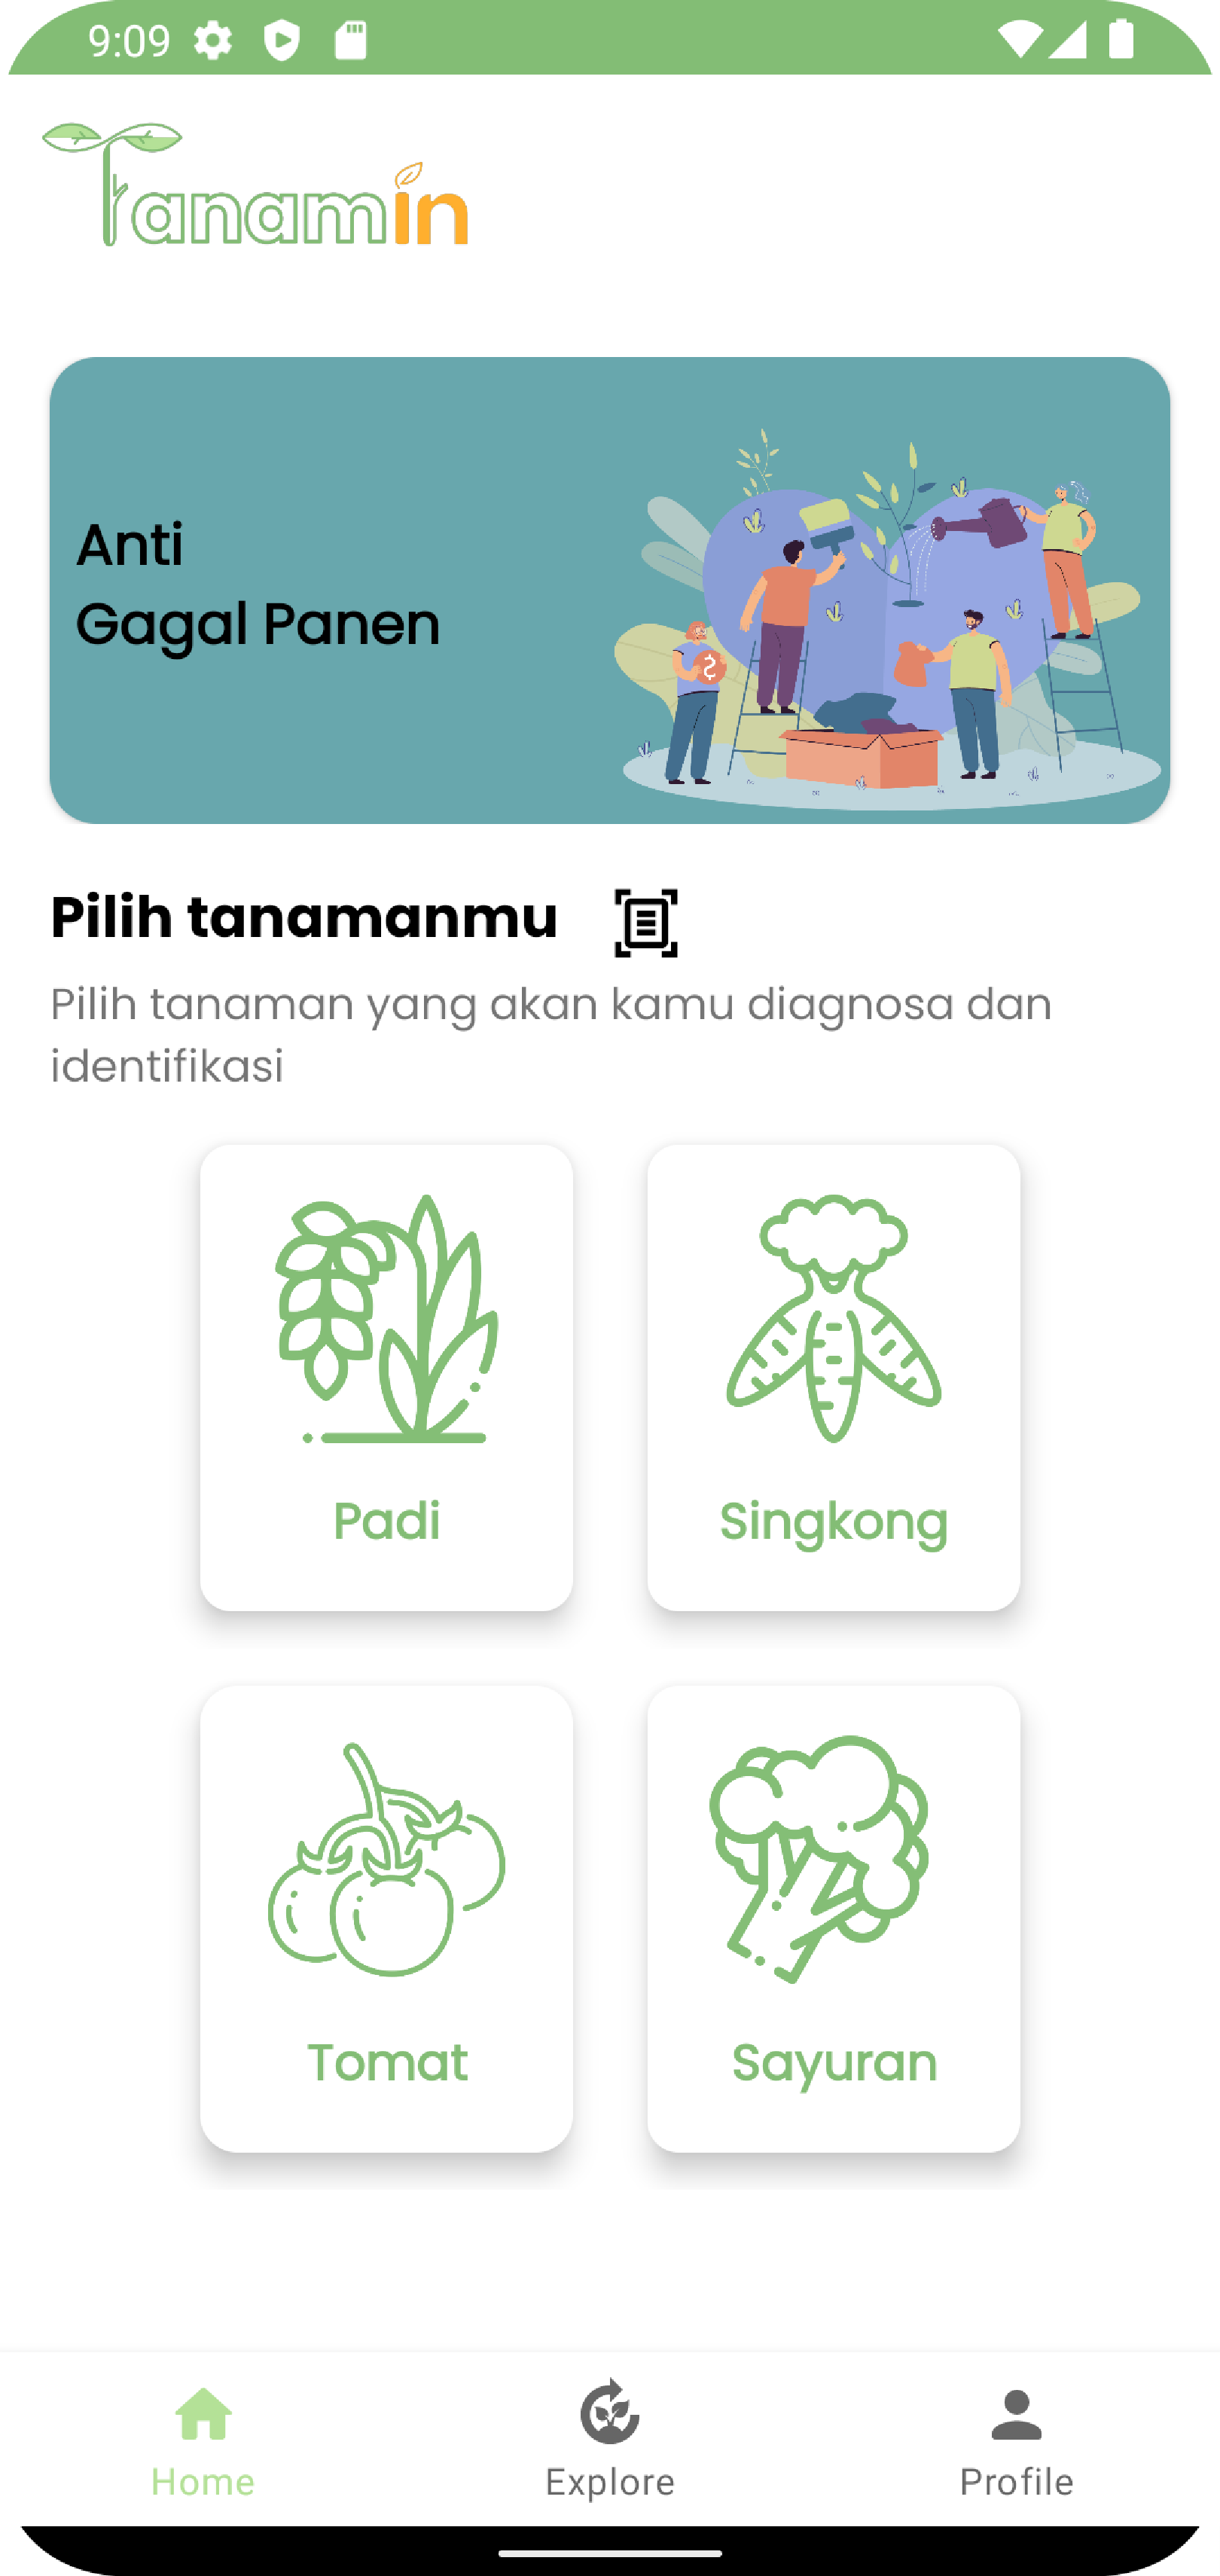 9:09
Tanamin
Anti
Gagal Panen
Pilih tanamanmu
Pilih tanaman yang akan kamu diagnosa dan
identifikasi
Padi
Singkong
Tomat
Sayuran
Home
Explore
Profile